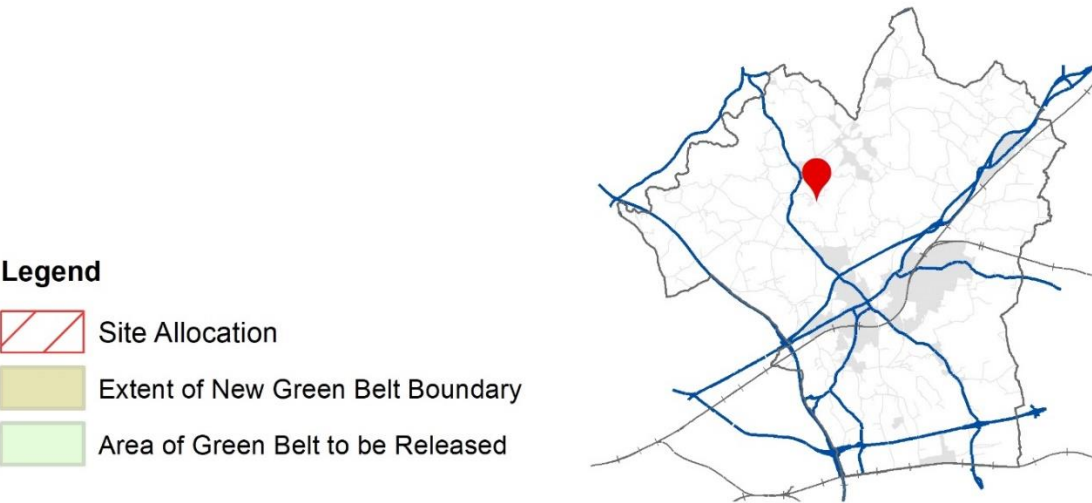 Legend
Site Allocation
Extent of New Green Belt Boundary
Area of Green Belt to be Released